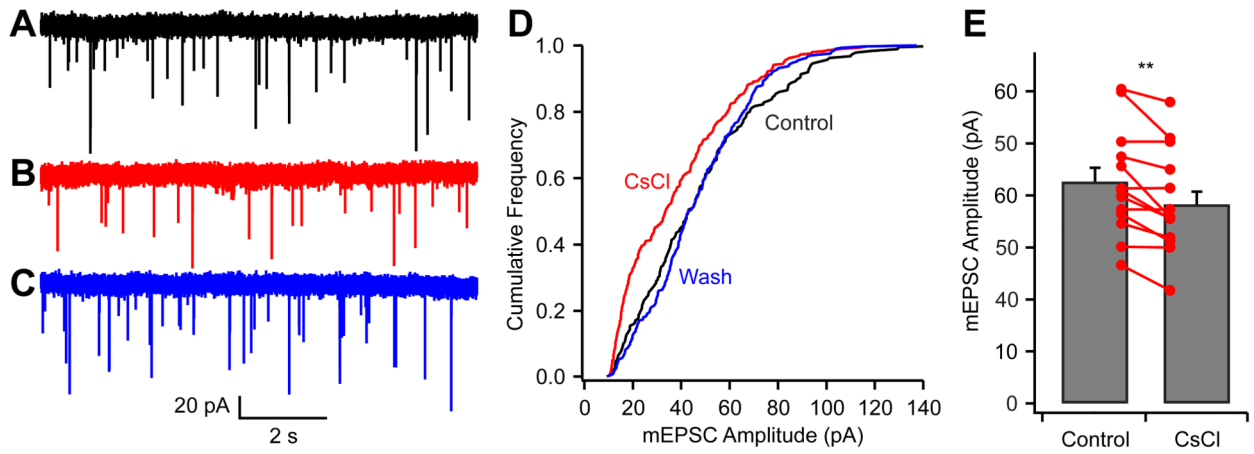 A
B
C
20 pA
2 s
D
Cumulative Frequency
1.0
0.8
0.6
0.4
0.2
0.0
Control
CsCl
Wash
0 20 40 60 80 100 120 140
mEPSC Amplitude (pA)
E
**
mEPSC Amplitude (pA)
60
50
60
50
40
10
0
Control CsCl